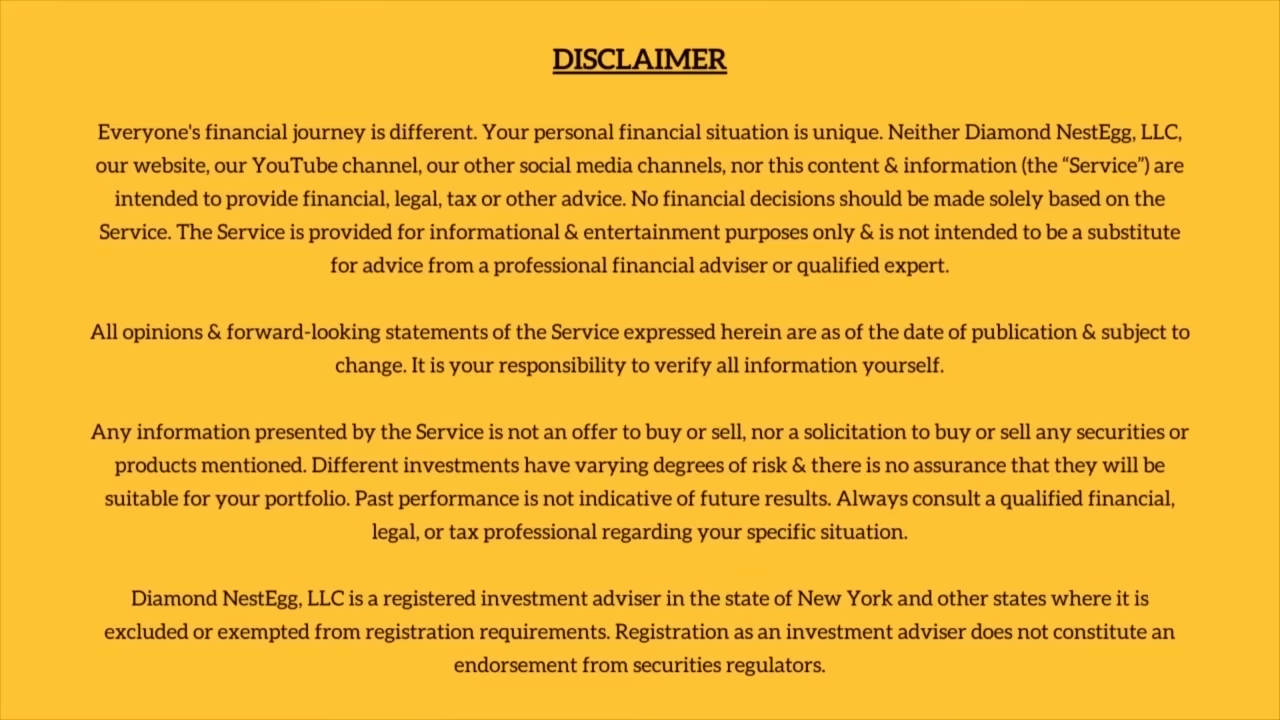 DISCLAIMER
Everyone's financial journey is different. Your personal financial situation is unique. Neither Diamond NestEgg, LLC,
our website, our YouTube channel, our other social media channels, nor this content & information (the “Service”) are
intended to provide financial, legal, tax or other advice. No financial decisions should be made solely based on the
Service. The Service is provided for informational & entertainment purposes only & is not intended to be a substitute
for advice from a professional financial adviser or qualified expert.
All opinions & forward-looking statements of the Service expressed herein are as of the date of publication & subject to
change. It is your responsibility to verify all information yourself.
Any information presented by the Service is not an offer to buy or sell, nor a solicitation to buy or sell any securities or
products mentioned. Different investments have varying degrees of risk & there is no assurance that they will be
suitable for your portfolio. Past performance is not indicative of future results. Always consult a qualified financial,
legal, or tax professional regarding your specific situation.
Diamond NestEgg, LLC is a registered investment adviser in the state of New York and other states where it is
excluded or exempted from registration requirements. Registration as an investment adviser does not constitute an
endorsement from securities regulators.